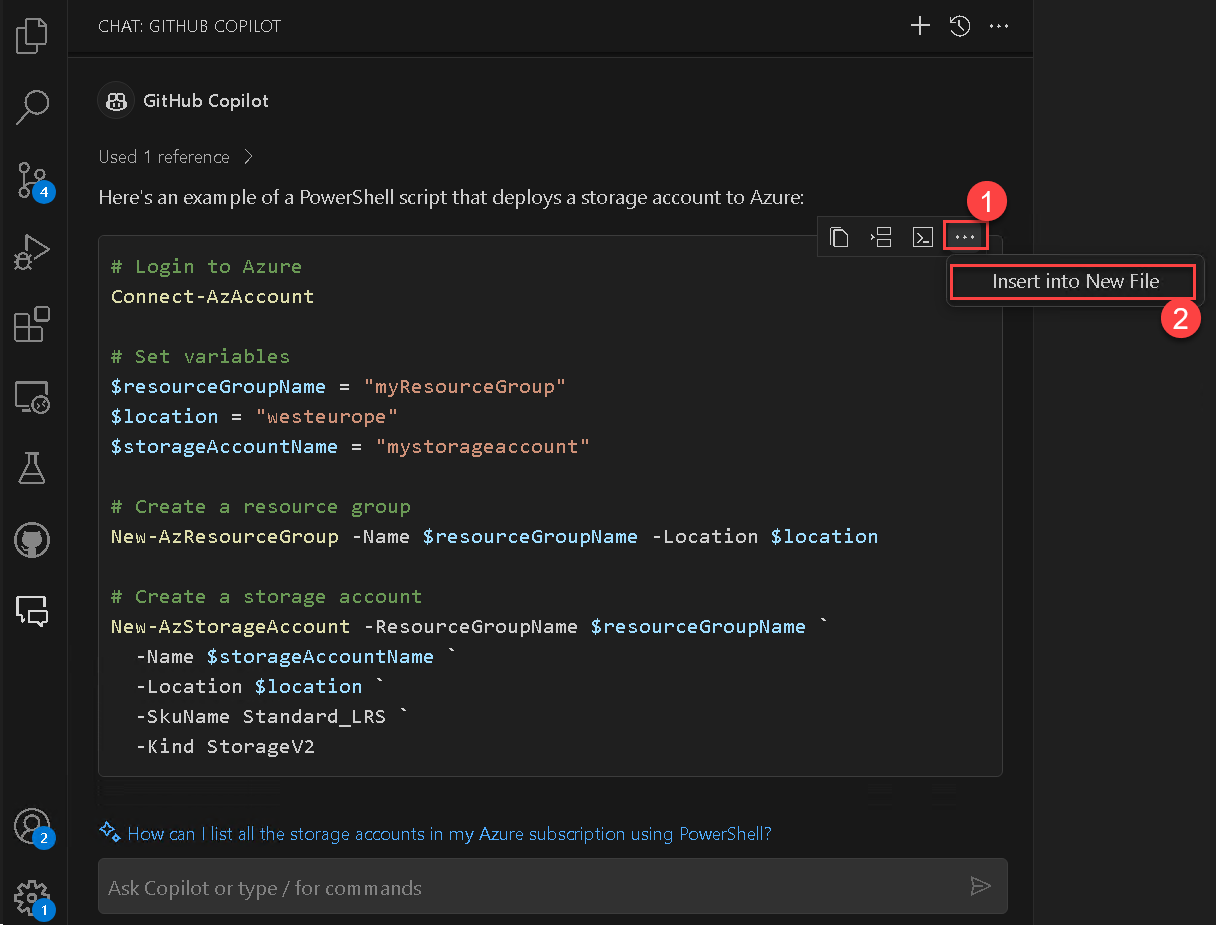 CHAT: GITHUB COPILOT
GitHub Copilot
Used 1 reference
4
Here's an example of a PowerShell script that deploys a storage account to Azure:
1
...
Insert into New File
2
# Login to Azure
Connect-AzAccount
# Set variables
$resourceGroupName = "myResourceGroup"
$location = "westeurope"
$storageAccountName = "mystorageaccount"
# Create a resource group
New-AzResourceGroup -Name $resourceGroupName -Location $location
# Create a storage account
New-AzStorageAccount -ResourceGroupName $resourceGroupName `
-Name $storageAccountName `
-Location $location `
-SkuName Standard_LRS `
-Kind StorageV2
2
How can I list all the storage accounts in my Azure subscription using PowerShell?
Ask Copilot or type / for commands
1